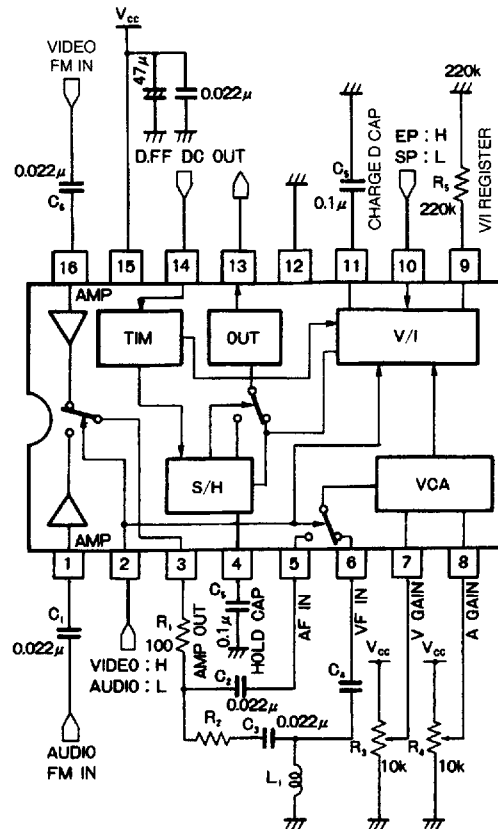 Vcc
VIDEO
FM IN
47μ
0.022μ
D.FF DC OUT
0.022μ
C6
C5
0.1μ
CHARGE D CAP
EP : H
SP : L
220k
R5
220k
V/I REGISTER
16
15
14
13
12
11
10
9
AMP
TIM
OUT
V/I
S/H
VCA
AMP
1
2
3
4
5
6
7
8
C1
0.022μ
VIDEO : H
AUDIO : L
R1
100
AMP OUT
C5
0.1μ
HOLD CAP
AF IN
VF IN
V GAIN
A GAIN
C2
0.022μ
C4
R2
C3
0.022μ
L1
Vcc
R3
10k
Vcc
R4
10k
AUDIO
FM IN